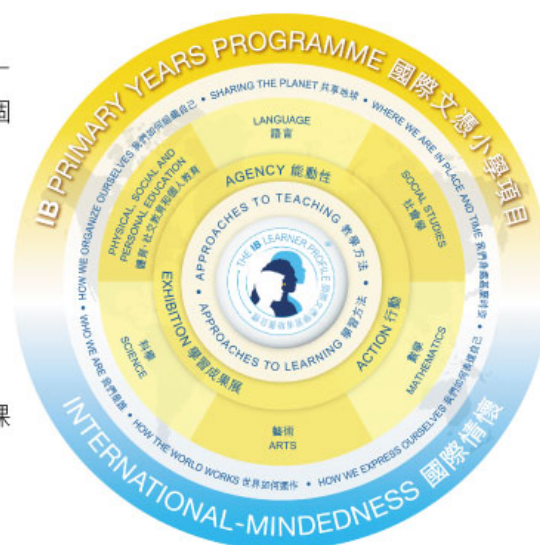 個
課
IB PRIMARY YEARS PROGRAMME 國際文憑小學項目
SHARING THE PLANET 共享地球 •
WHERE WE ARE IN PLACE AND TIME 我們身處甚麼時空 •
HOW WE EXPRESS OURSELVES 我們如何表達自己 •
HOW THE WORLD WORKS 世界如何運作 •
WHO WE ARE 我們是誰 •
HOW WE ORGANIZE OURSELVES 我們如何組織自己 •
LANGUAGE
語言
SOCIAL STUDIES
社會學
數學
MATHEMATICS
藝術
ARTS
科學
SCIENCE
PHYSICAL, SOCIAL AND
PERSONAL EDUCATION
體育、社交教育和個人教育
AGENCY 能動性
ACTION 行動
EXHIBITION 學習成果展
• APPROACHES TO TEACHING 教學方法 •
APPROACHES TO LEARNING 學習方法
THE IB LEARNER PROFILE
INTERNATIONAL-MINDEDNESS 國際情懷